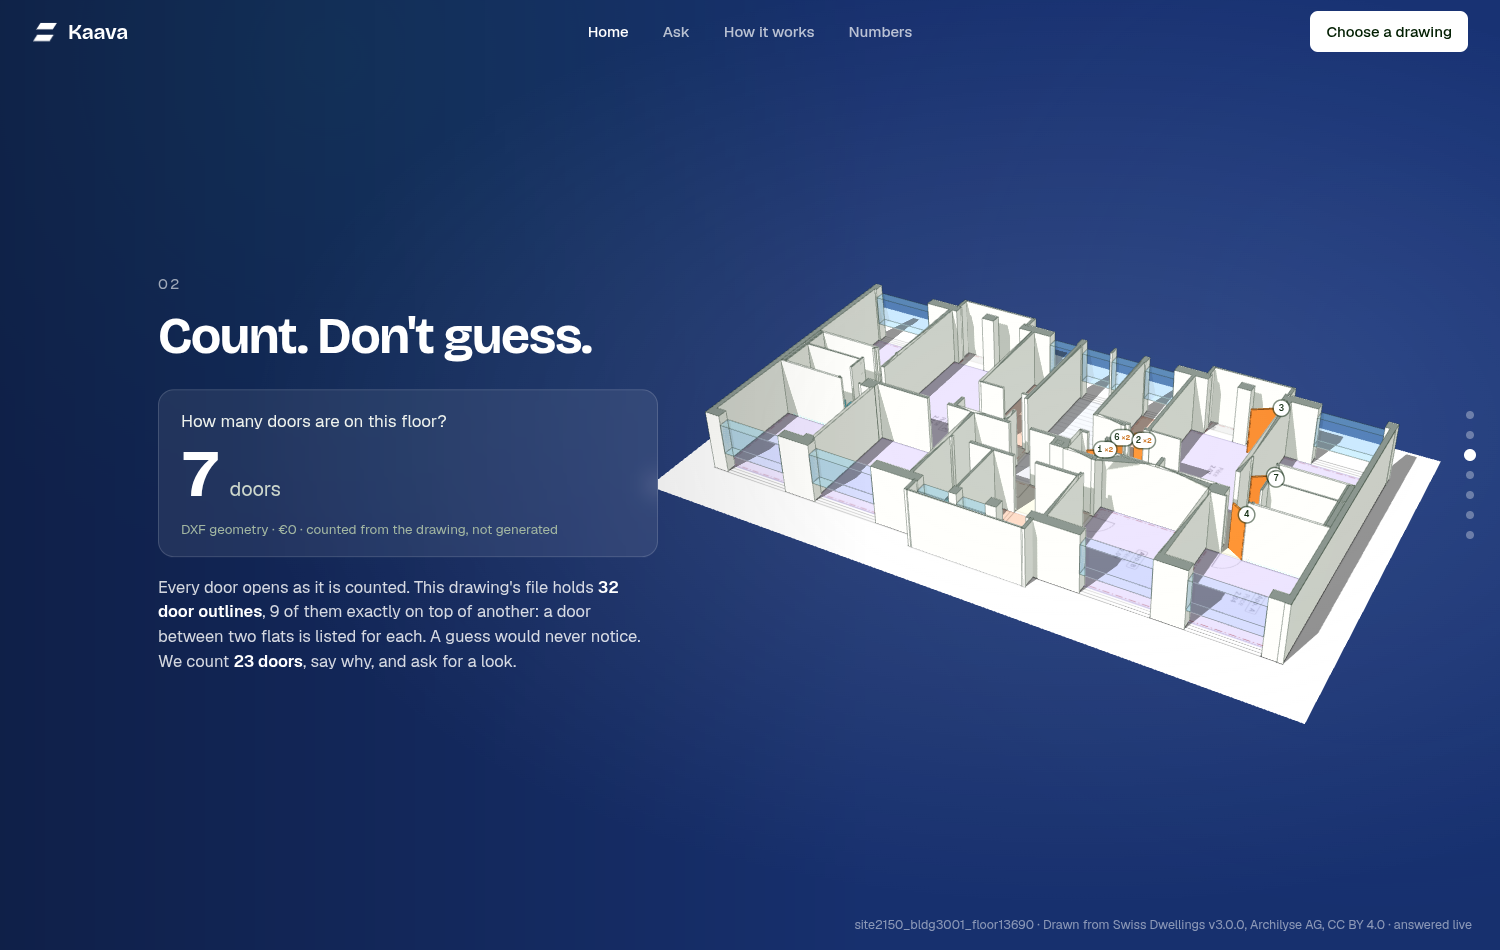 Kaava
Home
Ask
How it works
Numbers
Choose a drawing
02
Count. Don't guess.
How many doors are on this floor?
7 doors
DXF geometry · €0 · counted from the drawing, not generated
Every door opens as it is counted. This drawing's file holds 32
door outlines, 9 of them exactly on top of another: a door
between two flats is listed for each. A guess would never notice.
We count 23 doors, say why, and ask for a look.
3
6 ×2
2 ×2
1 ×2
7
4
site2150_bldg3001_floor13690 · Drawn from Swiss Dwellings v3.0.0, Archilyse AG, CC BY 4.0 · answered live